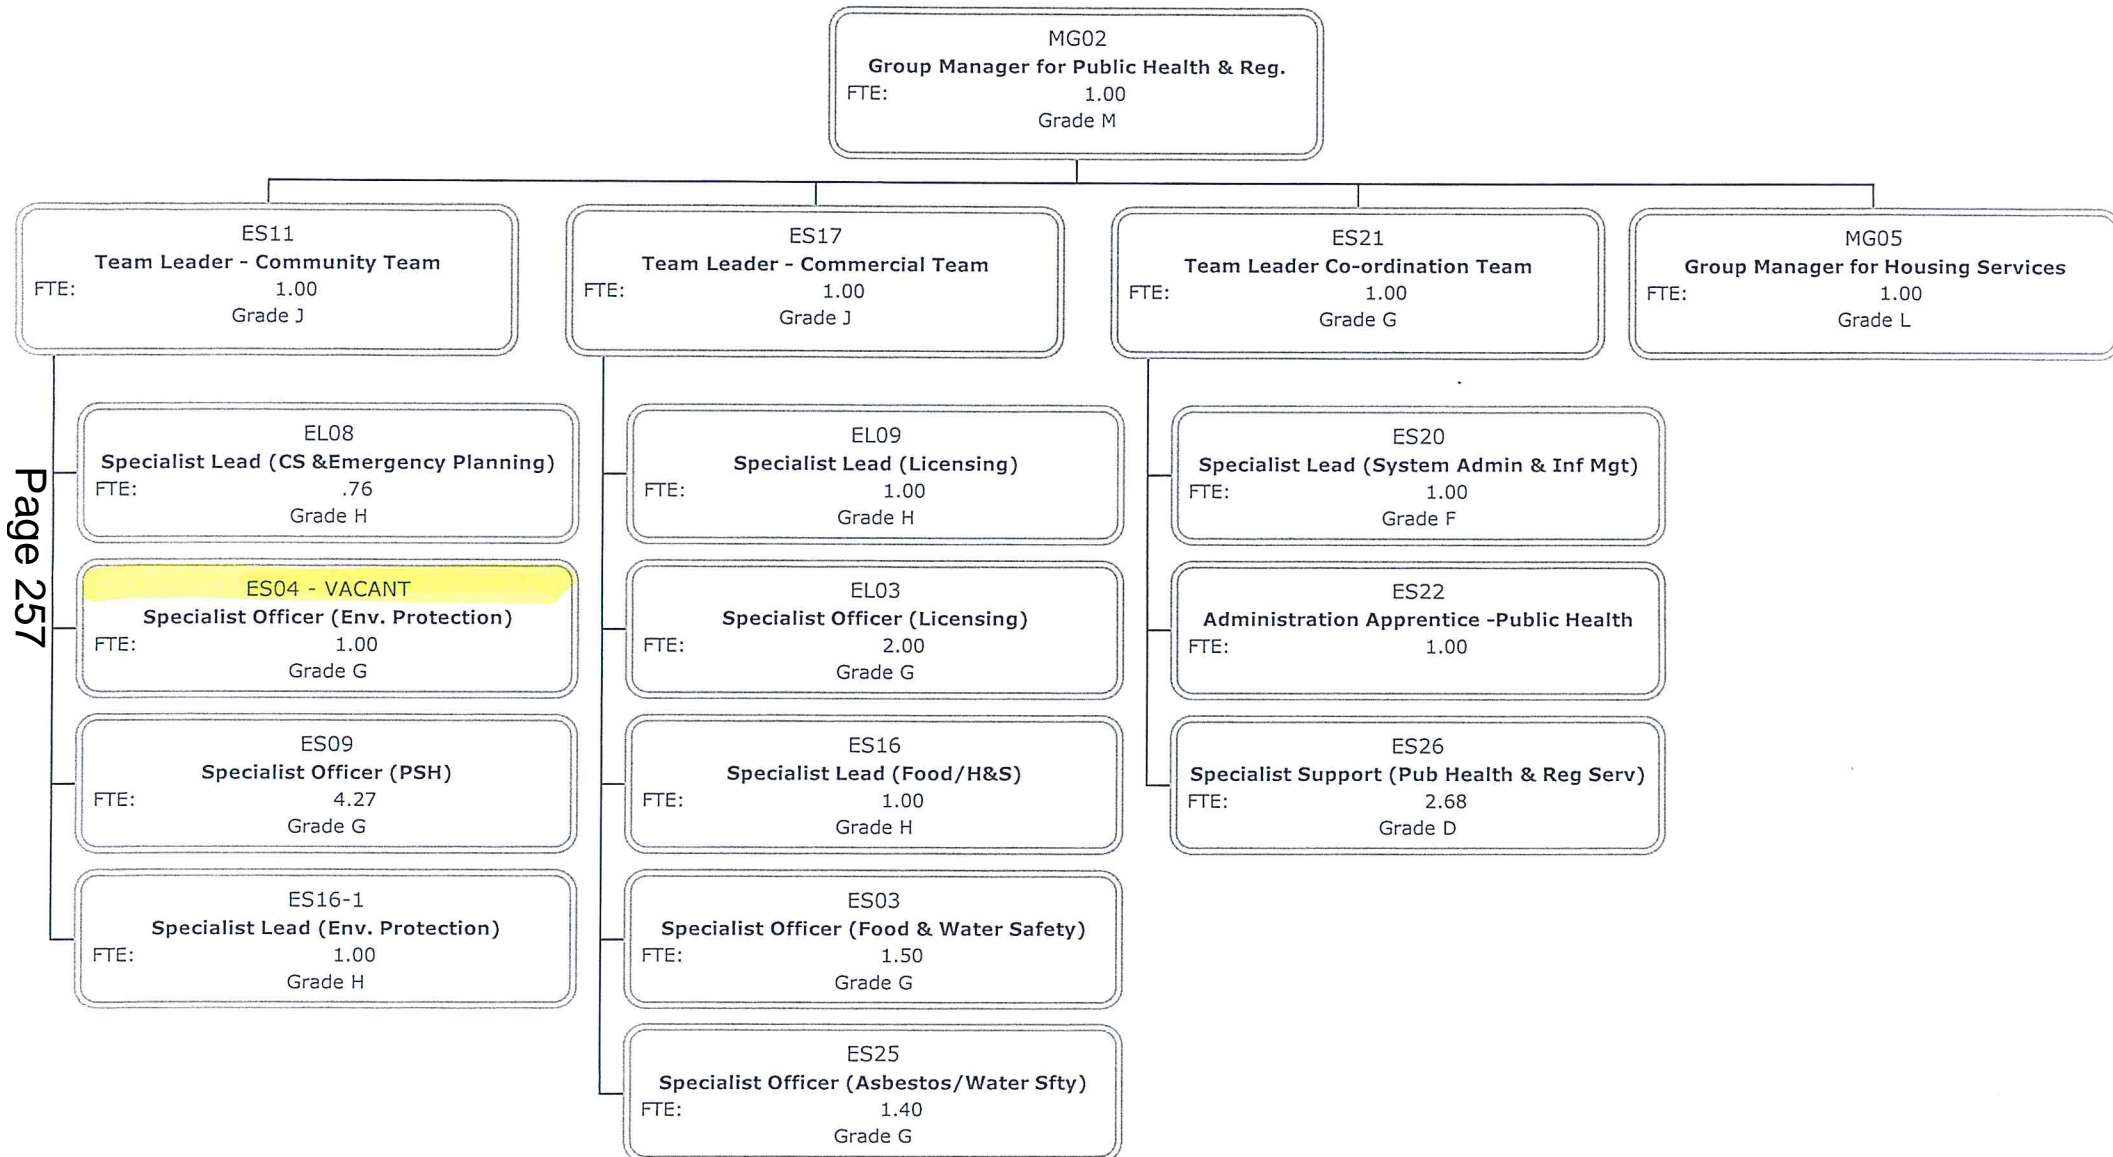 MG02
Group Manager for Public Health & Reg.
FTE: 1.00
Grade M
ES11
Team Leader - Community Team
FTE: 1.00
Grade J
ES17
Team Leader - Commercial Team
FTE: 1.00
Grade J
ES21
Team Leader Co-ordination Team
FTE: 1.00
Grade G
MG05
Group Manager for Housing Services
FTE: 1.00
Grade L
EL08
Specialist Lead (CS &Emergency Planning)
FTE: .76
Grade H
ES04 - VACANT
Specialist Officer (Env. Protection)
FTE: 1.00
Grade G
ES09
Specialist Officer (PSH)
FTE: 4.27
Grade G
ES16-1
Specialist Lead (Env. Protection)
FTE: 1.00
Grade H
EL09
Specialist Lead (Licensing)
FTE: 1.00
Grade H
EL03
Specialist Officer (Licensing)
FTE: 2.00
Grade G
ES16
Specialist Lead (Food/H&S)
FTE: 1.00
Grade H
ES03
Specialist Officer (Food & Water Safety)
FTE: 1.50
Grade G
ES25
Specialist Officer (Asbestos/Water Sfty)
FTE: 1.40
Grade G
ES20
Specialist Lead (System Admin & Inf Mgt)
FTE: 1.00
Grade F
ES22
Administration Apprentice -Public Health
FTE: 1.00
ES26
Specialist Support (Pub Health & Reg Serv)
FTE: 2.68
Grade D
Page 257